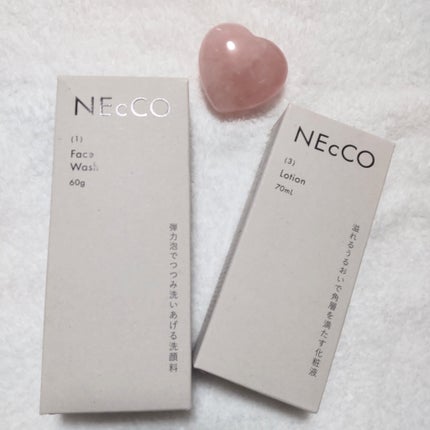 NEcCO
(1)
Face
Wash
60g
弾力泡でつつみ洗いあげる洗顔料
NEcCO
(3)
Lotion
70mL
溢れるうるおいで角層を満たす化粧液